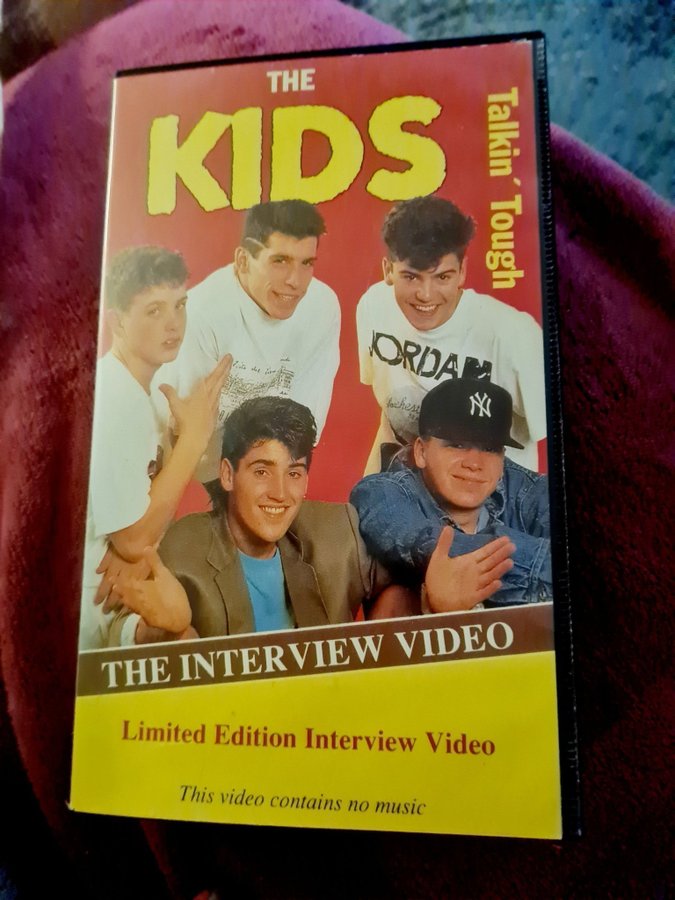 THE
KIDS
Talkin´ Tough
JORDAN
NY
THE INTERVIEW VIDEO
Limited Edition Interview Video
This video contains no music